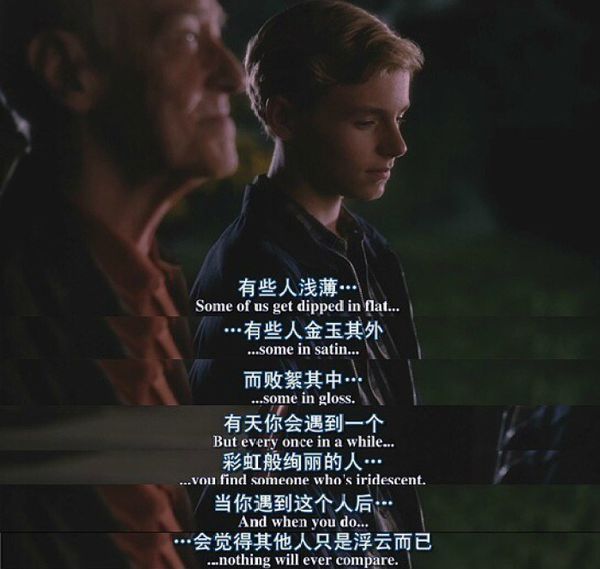 有些人浅薄…
Some of us get dipped in flat...
…有些人金玉其外
...some in satin...
而败絮其中…
...some in gloss.
有天你会遇到一个
But every once in a while...
彩虹般绚丽的人…
...you find someone who's iridescent.
当你遇到这个人后…
And when you do...
…会觉得其他人只是浮云而已
...nothing will ever compare.